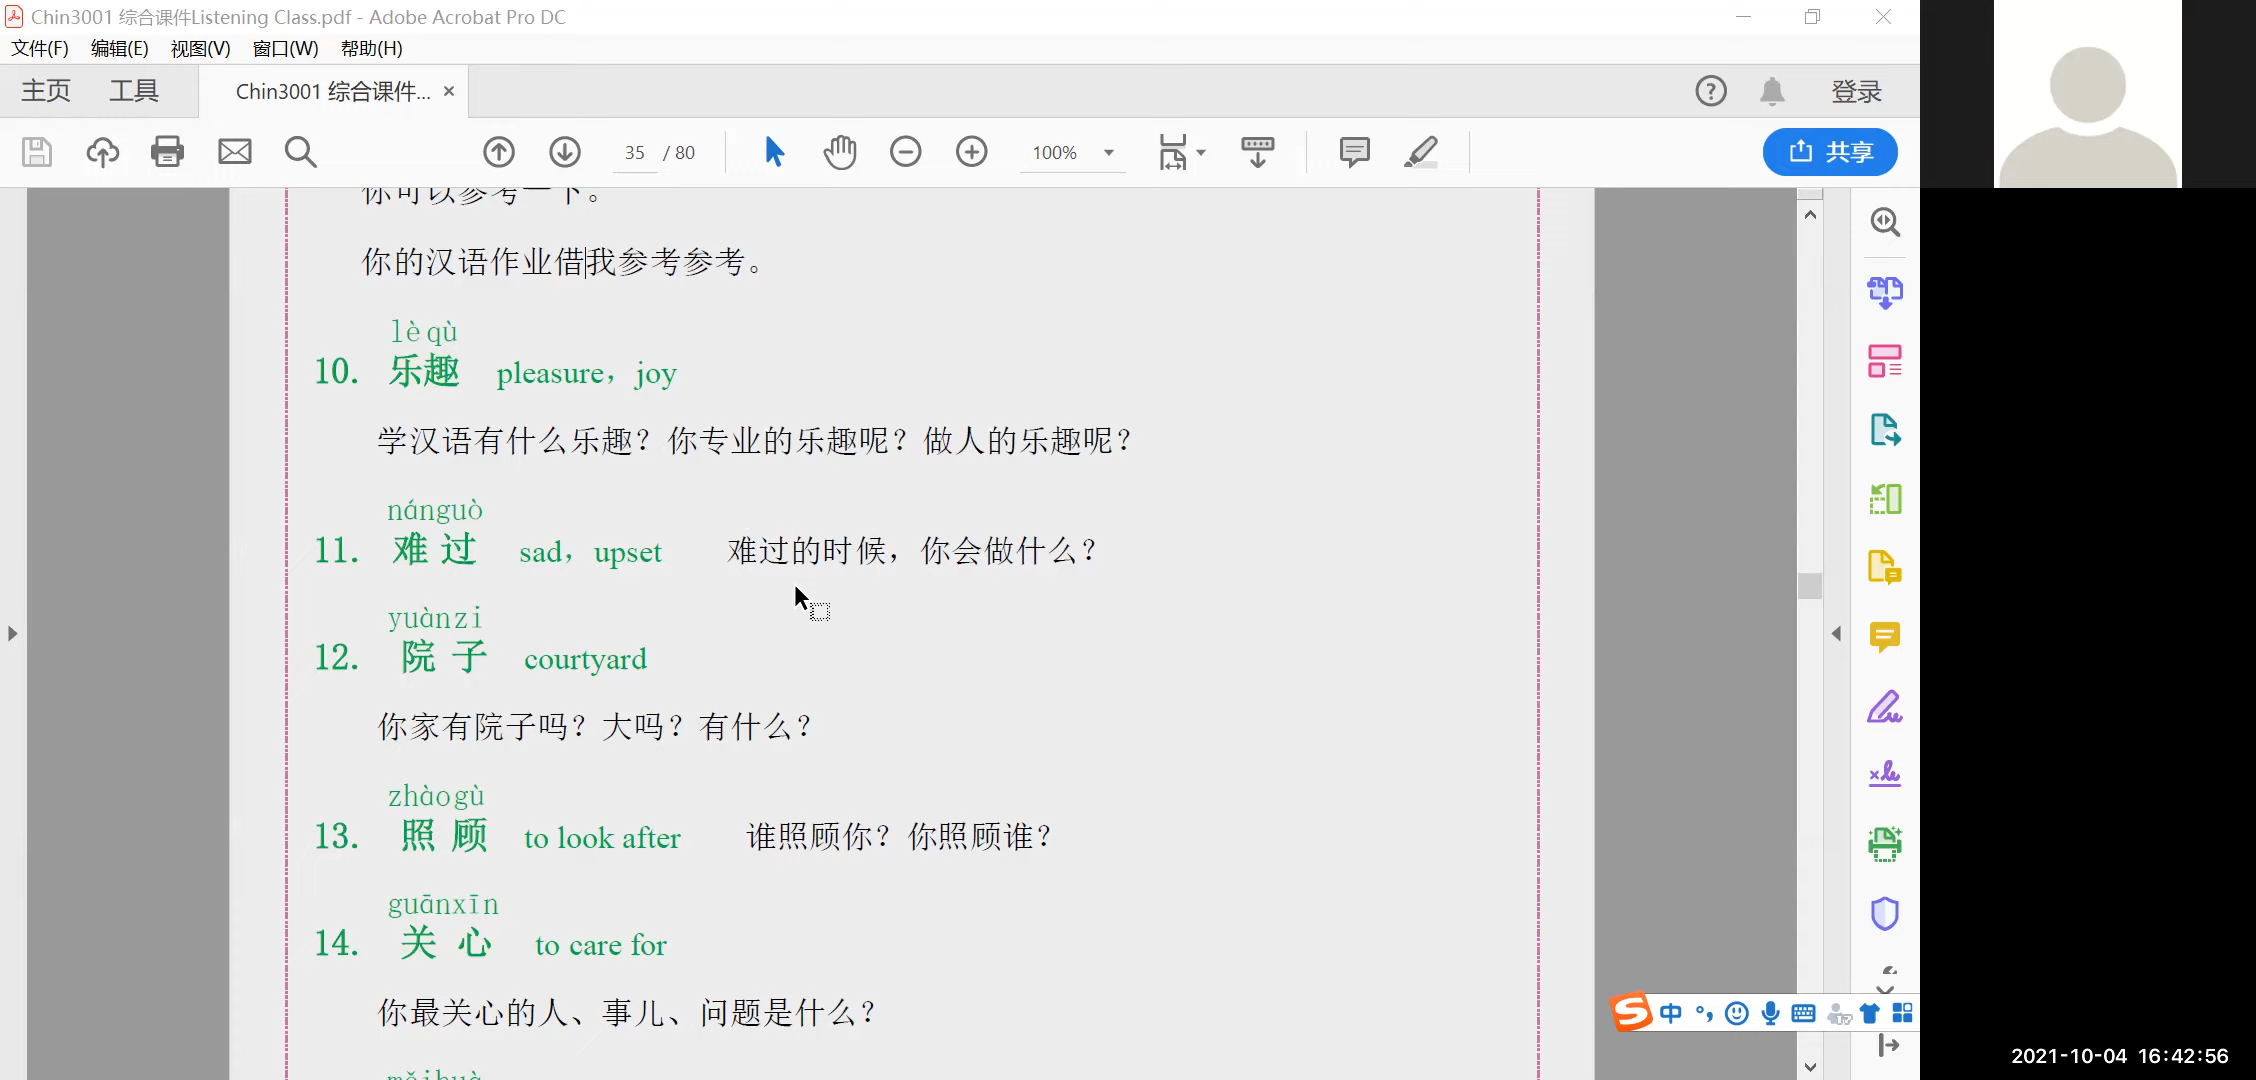 Chin3001 综合课件Listening Class.pdf - Adobe Acrobat Pro DC
文件(F) 编辑(E) 视图(V) 窗口(W) 帮助(H)
主页 工具 Chin3001 综合课件... × 登录
35 / 80 100% 共享
你可以参考一下。
你的汉语作业借我参考参考。
lè qù
10. 乐趣 pleasure，joy
学汉语有什么乐趣？你专业的乐趣呢？做人的乐趣呢？
nánguò
11. 难过 sad，upset 难过的时候，你会做什么？
yuànzi
12. 院子 courtyard
你家有院子吗？大吗？有什么？
zhàogù
13. 照顾 to look after 谁照顾你？你照顾谁？
guānxīn
14. 关心 to care for
你最关心的人、事儿、问题是什么？
中
2021-10-04 16:42:56